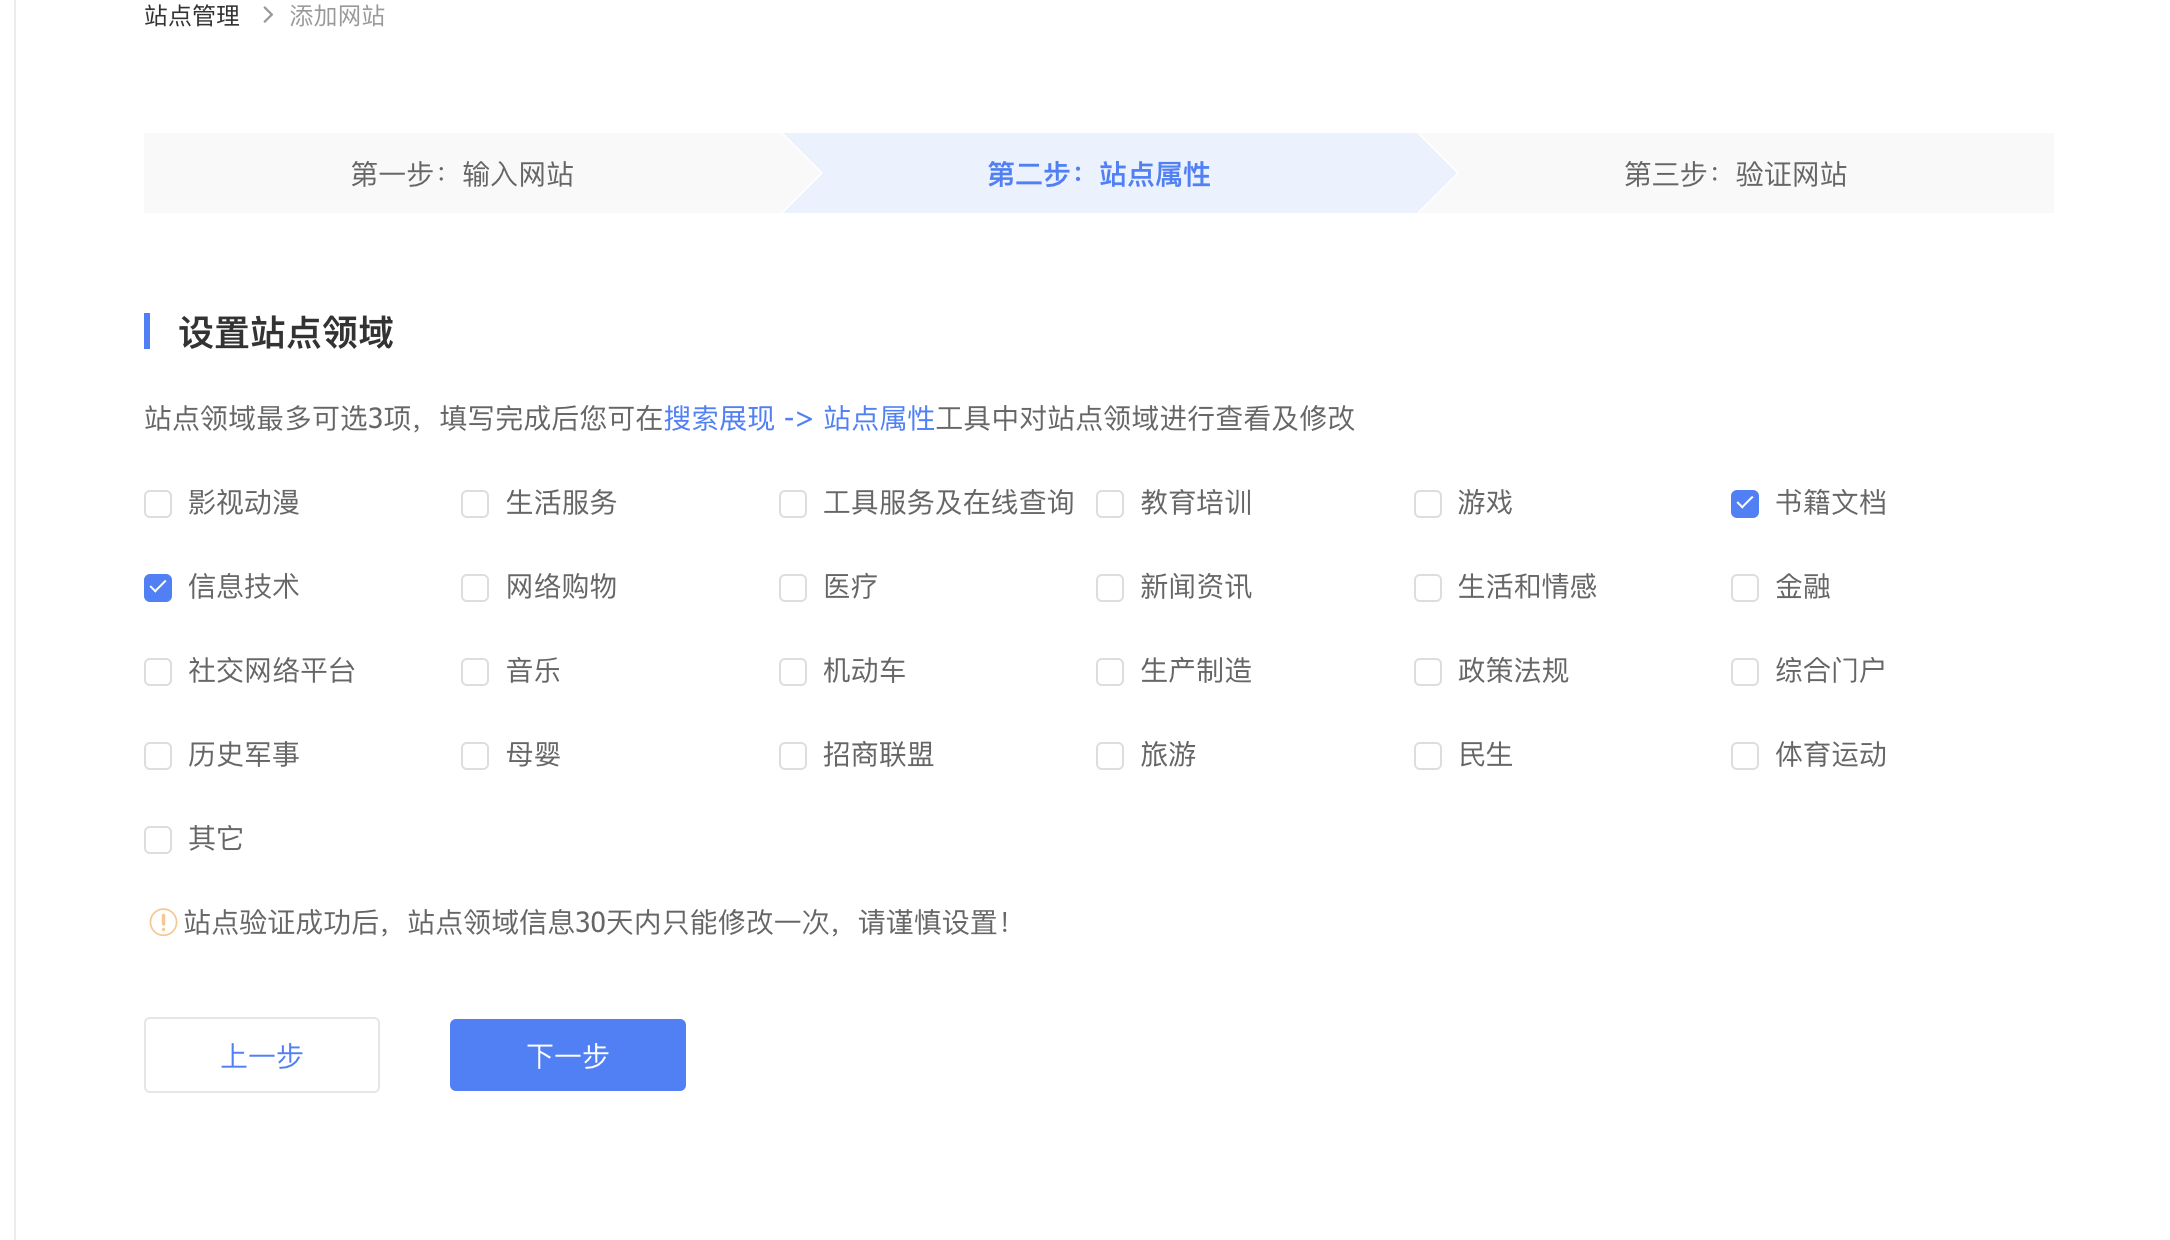 站点管理 > 添加网站
第一步：输入网站 第二步：站点属性 第三步：验证网站
设置站点领域
站点领域最多可选3项，填写完成后您可在搜索展现 -> 站点属性工具中对站点领域进行查看及修改
影视动漫 生活服务 工具服务及在线查询 教育培训 游戏 书籍文档
信息技术 网络购物 医疗 新闻资讯 生活和情感 金融
社交网络平台 音乐 机动车 生产制造 政策法规 综合门户
历史军事 母婴 招商联盟 旅游 民生 体育运动
其它
站点验证成功后，站点领域信息30天内只能修改一次，请谨慎设置！
上一步 下一步